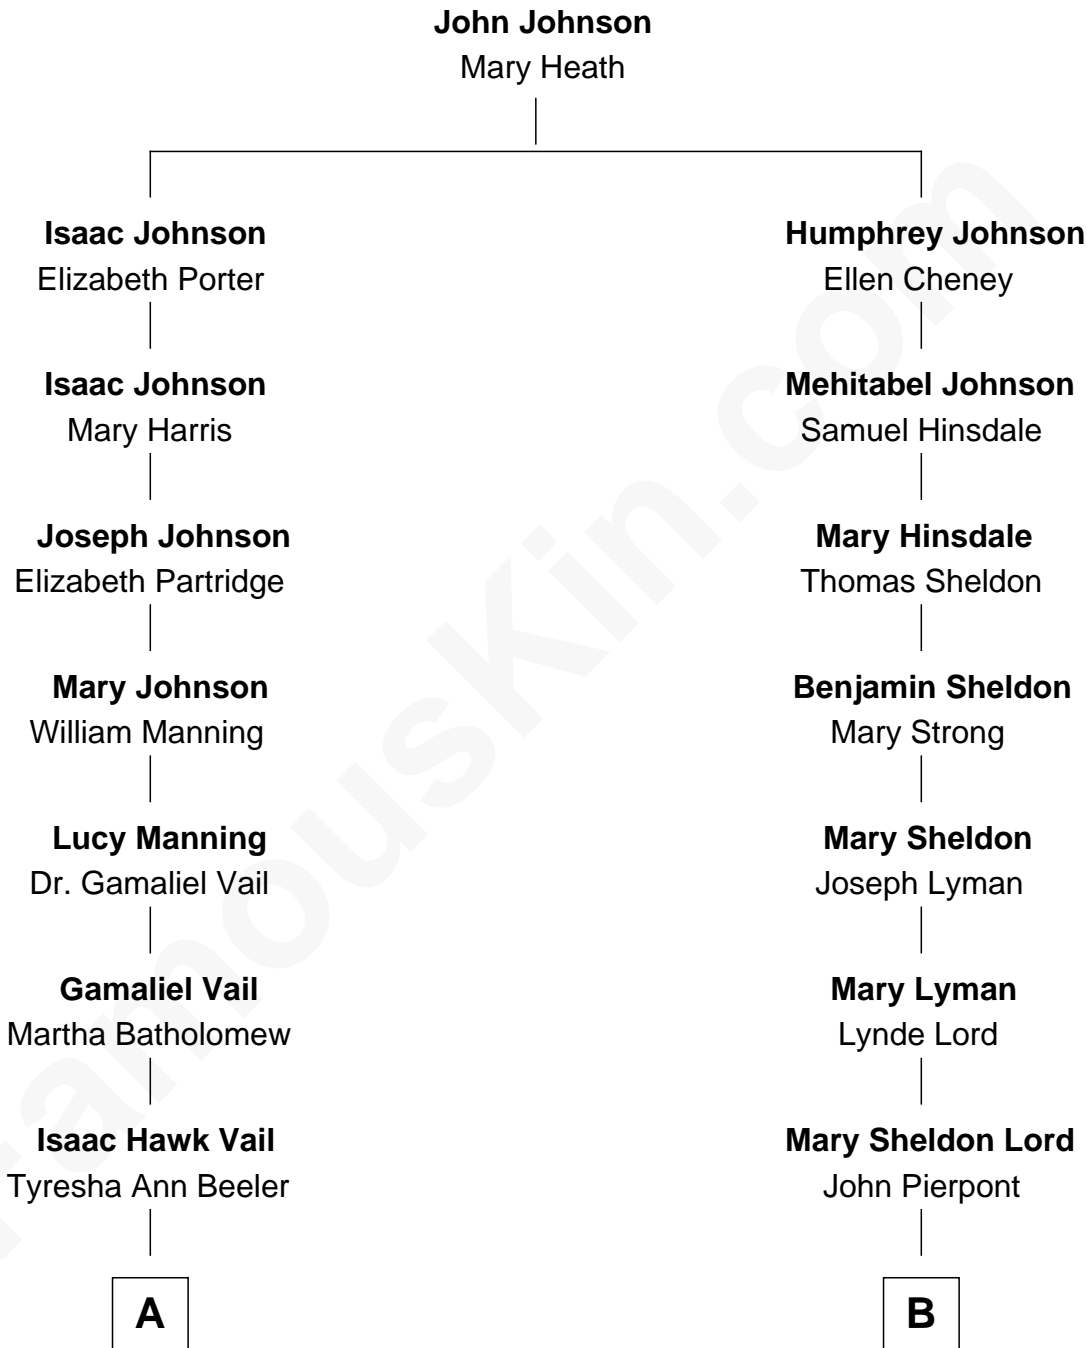 John Johnson
Mary Heath
Isaac Johnson
Elizabeth Porter
Humphrey Johnson
Ellen Cheney
Isaac Johnson
Mary Harris
Mehitabel Johnson
Samuel Hinsdale
Joseph Johnson
Elizabeth Partridge
Mary Hinsdale
Thomas Sheldon
Mary Johnson
William Manning
Benjamin Sheldon
Mary Strong
Lucy Manning
Dr. Gamaliel Vail
Mary Sheldon
Joseph Lyman
Gamaliel Vail
Martha Batholomew
Mary Lyman
Lynde Lord
Isaac Hawk Vail
Tyresha Ann Beeler
Mary Sheldon Lord
John Pierpont
A
B
FamousKin.com